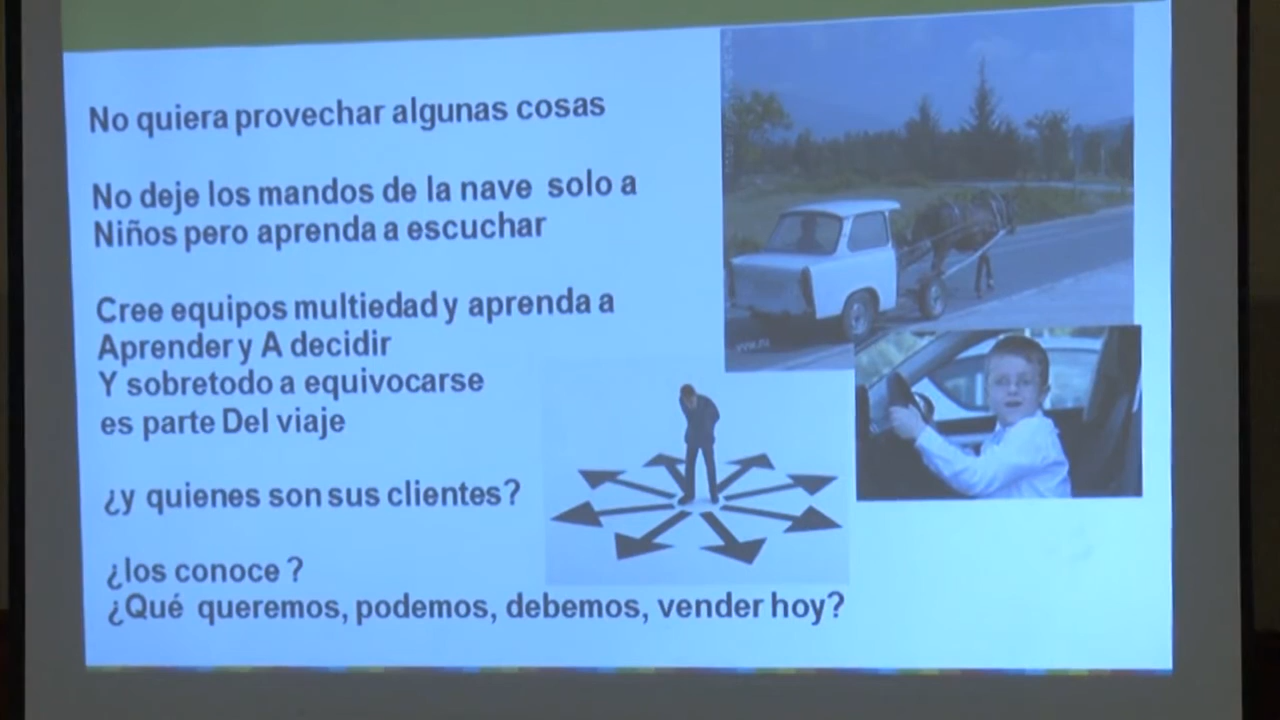 No quiera provechar algunas cosas
No deje los mandos de la nave solo a
Niños pero aprenda a escuchar
Cree equipos multiedad y aprenda a
Aprender y A decidir
Y sobretodo a equivocarse
es parte Del viaje
¿y quienes son sus clientes?
¿los conoce ?
¿Qué queremos, podemos, debemos, vender hoy?